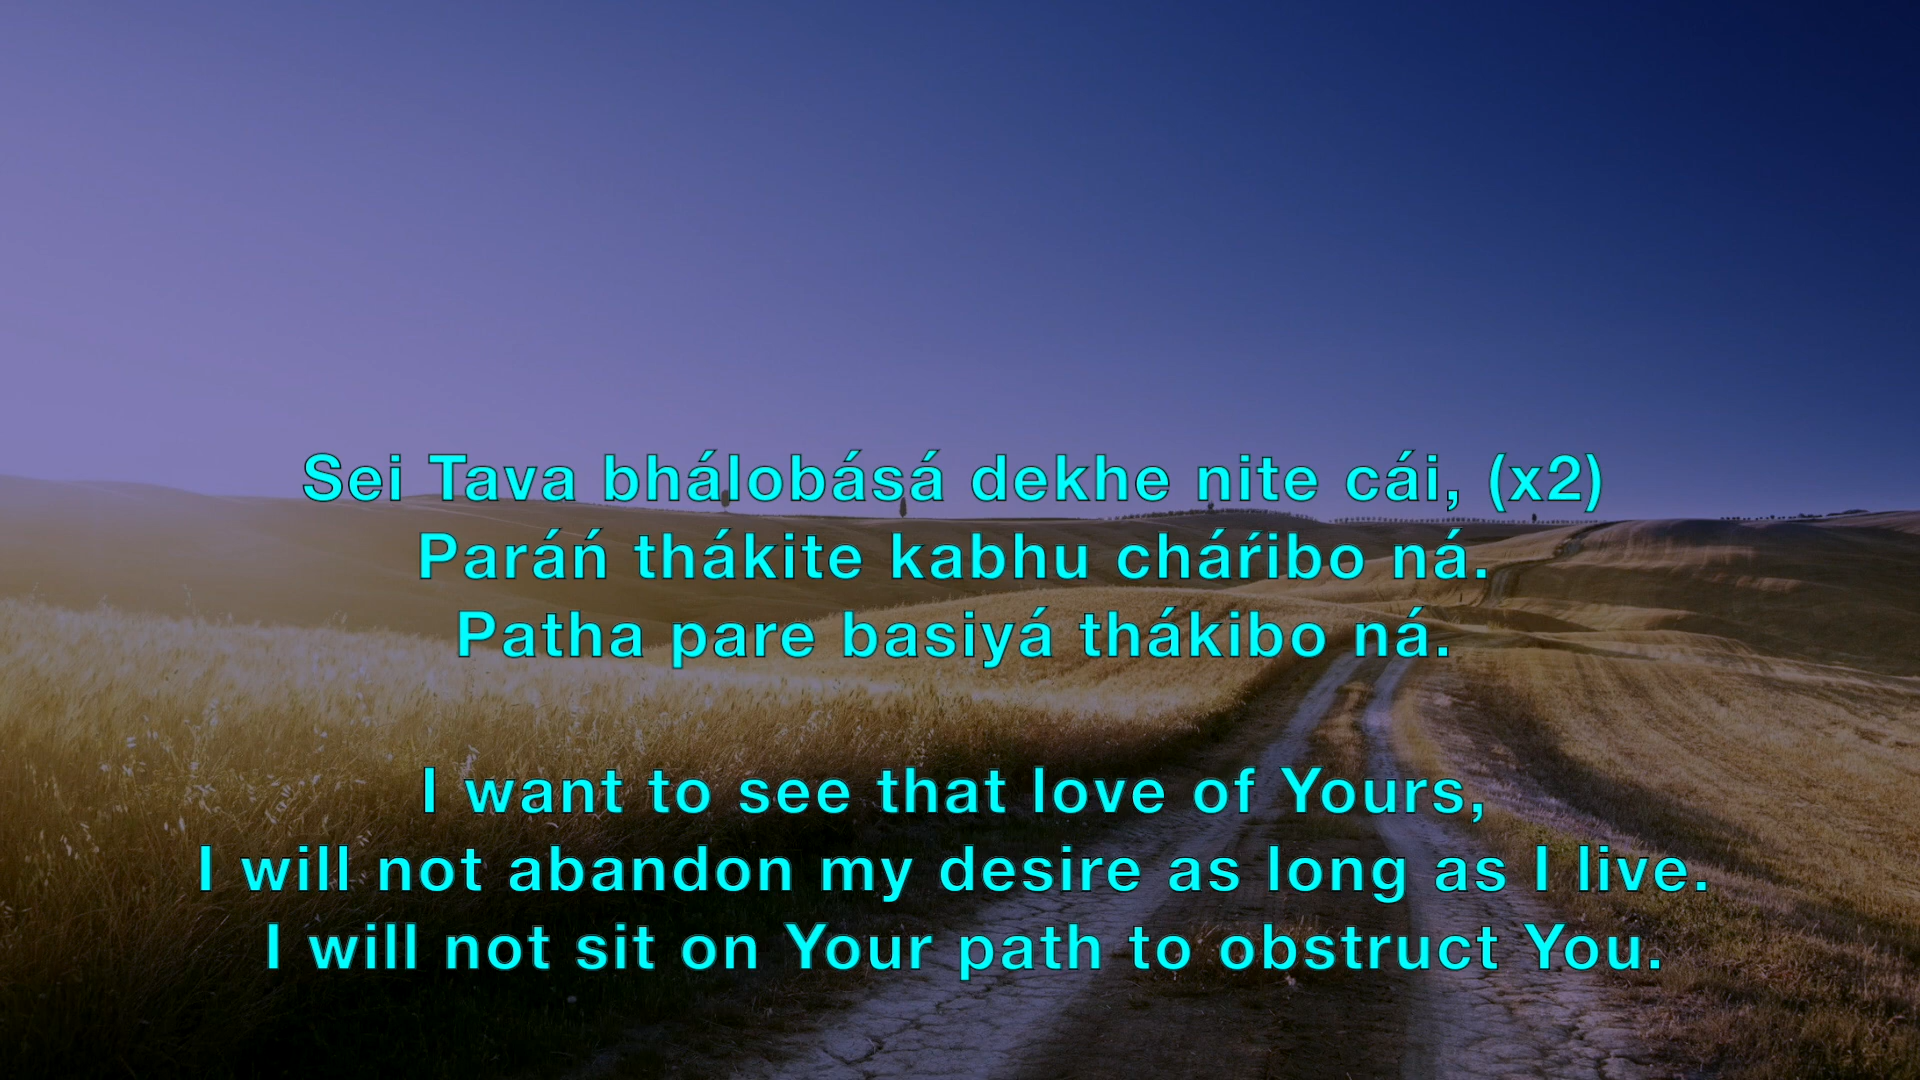 Sei Tava bhálobásá dekhe nite cái, (x2)
Paráń thákite kabhu cháŕibo ná.
Patha pare basiyá thákibo ná.
I want to see that love of Yours,
I will not abandon my desire as long as I live.
I will not sit on Your path to obstruct You.